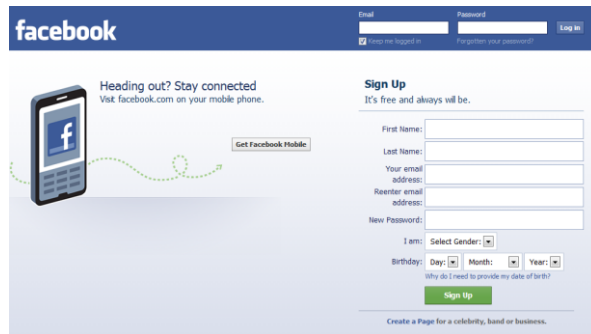 facebook
Email
Password
Log in
Keep me logged in
Forgotten your password?
Heading out? Stay connected
Visit facebook.com on your mobile phone.
Get Facebook Mobile
f
Sign Up
It's free and always will be.
First Name:
Last Name:
Your email
address:
Reenter email
address:
New Password:
I am: Select Gender:
Birthday: Day: Month: Year:
Why do I need to provide my date of birth?
Sign Up
Create a Page for a celebrity, band or business.